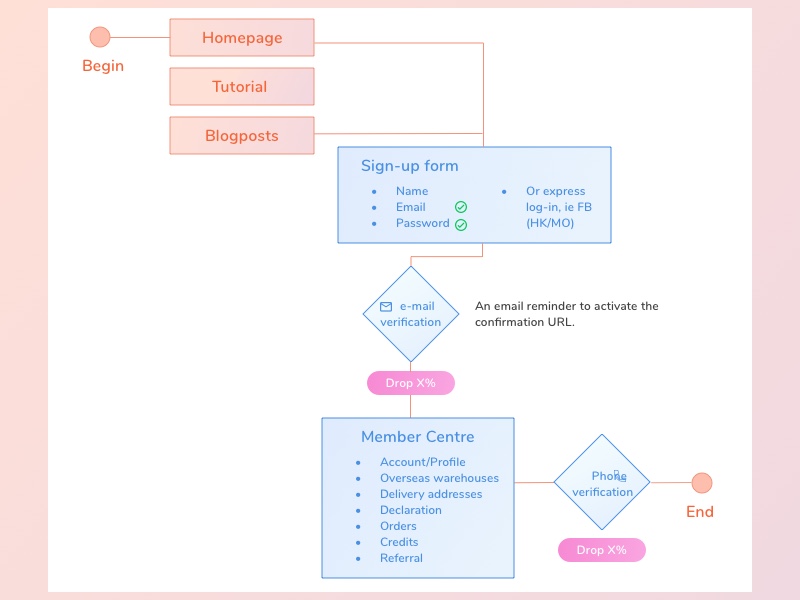 Begin
Homepage
Tutorial
Blogposts
Sign-up form
Name
Email
Password
Or express
log-in, ie FB
(HK/MO)
e-mail
verification
An email reminder to activate the
confirmation URL.
Drop X%
Member Centre
Account/Profile
Overseas warehouses
Delivery addresses
Declaration
Orders
Credits
Referral
Phone
verification
Drop X%
End